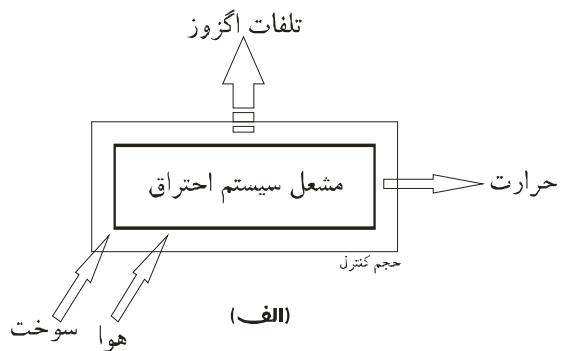 تلفات اگزوز
مشعل سیستم احتراق
حرارت
حجم کنترل
سوخت
هوا
(الف)